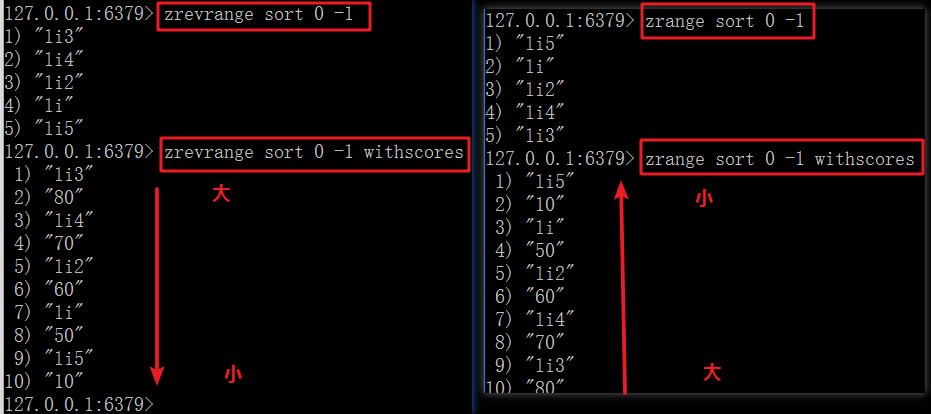 127.0.0.1:6379> zrevrange sort 0 -1
1) "li3"
2) "li4"
3) "li2"
4) "li"
5) "li5"
127.0.0.1:6379> zrevrange sort 0 -1 withscores
1) "li3"
2) "80"
3) "li4"
4) "70"
5) "li2"
6) "60"
7) "li"
8) "50"
9) "li5"
10) "10"
127.0.0.1:6379>
大
小
127.0.0.1:6379> zrange sort 0 -1
1) "li5"
2) "li"
3) "li2"
4) "li4"
5) "li3"
127.0.0.1:6379> zrange sort 0 -1 withscores
1) "li5"
2) "10"
3) "li"
4) "50"
5) "li2"
6) "60"
7) "li4"
8) "70"
9) "li3"
10) "80"
小
大